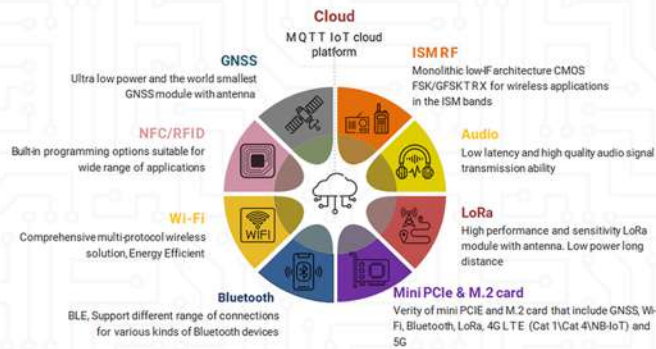 Cloud
MQTT IoT cloud
platform
GNSS
Ultra low power and the world smallest
GNSS module with antenna
ISM RF
Monolithic low-IF architecture CMOS
FSK/GFSKTRX for wireless applications
in the ISM bands
NFC/RFID
Built-in programming options suitable for
wide range of applications
Audio
Low latency and high quality audio signal
transmission ability
Wi-Fi
Comprehensive multi-protocol wireless
solution, Energy Efficient
WIFI
LoRa
High performance and sensitivity LoRa
module with antenna. Low power long
distance
Bluetooth
BLE, Support different range of connections
for various kinds of Bluetooth devices
Mini PCIe & M.2 card
Verity of mini PCIE and M.2 card that include GNSS, Wi-
Fi, Bluetooth, LoRa, 4G LTE (Cat 1\Cat 4\NB-IoT) and
5G